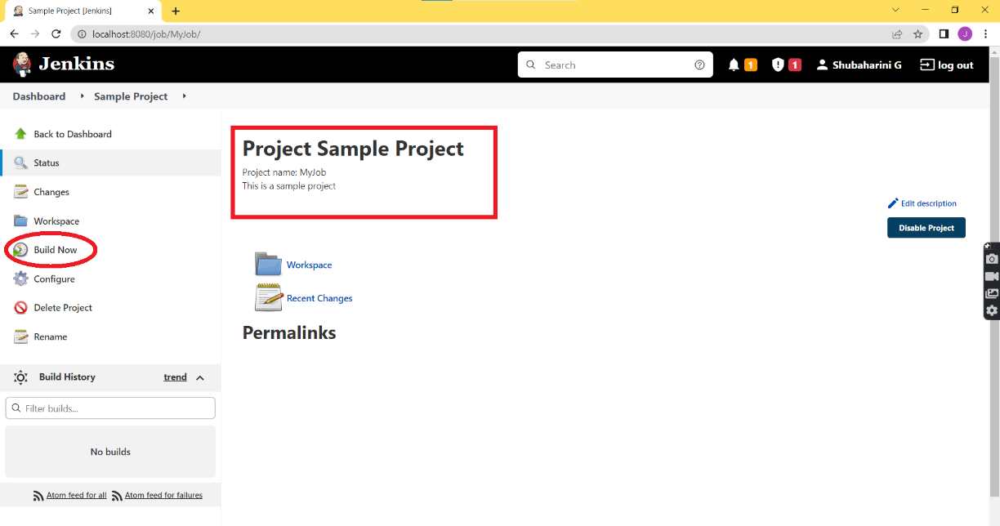 Sample Project [Jenkins]
localhost:8080/job/MyJob/
J
Jenkins
Search
1
1
Shubaharini G
log out
Dashboard
Sample Project
Back to Dashboard
Status
Changes
Workspace
Build Now
Configure
Delete Project
Rename
Build History
trend
Filter builds...
No builds
Atom feed for all
Atom feed for failures
Project Sample Project
Project name: MyJob
This is a sample project
Edit description
Disable Project
Workspace
Recent Changes
Permalinks